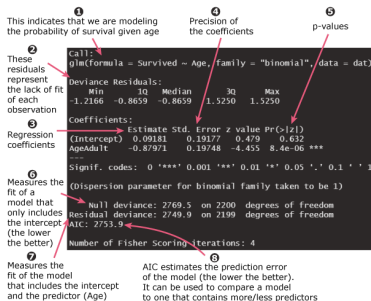 ❶
This indicates that we are modeling
the probability of survival given age
❹
Precision of
the coefficients
❺
p-values
❷
These
residuals
represent
the lack of fit
of each
observation
❸
Regression
coefficients
Call:
glm(formula = Survived ~ Age, family = "binomial", data = dat)
Deviance Residuals:
Min 1Q Median 3Q Max
-1.2166 -0.8659 -0.8659 1.5250 1.5250
Coefficients:
Estimate Std. Error z value Pr(>|z|)
(Intercept) 0.09181 0.19177 0.479 0.632
AgeAdult -0.87971 0.19748 -4.455 8.4e-06 ***
---
Signif. codes: 0 '***' 0.001 '**' 0.01 '*' 0.05 '.' 0.1 ' ' 1
(Dispersion parameter for binomial family taken to be 1)
Null deviance: 2769.5 on 2200 degrees of freedom
Residual deviance: 2749.9 on 2199 degrees of freedom
AIC: 2753.9
Number of Fisher Scoring iterations: 4
❻
Measures the
fit of a
model that
only includes
the intercept
(the lower
the better)
❼
Measures the
fit of the model
that includes the intercept
and the predictor (Age)
❽
AIC estimates the prediction error
of the model (the lower the better).
It can be used to compare a model
to one that contains more/less predictors